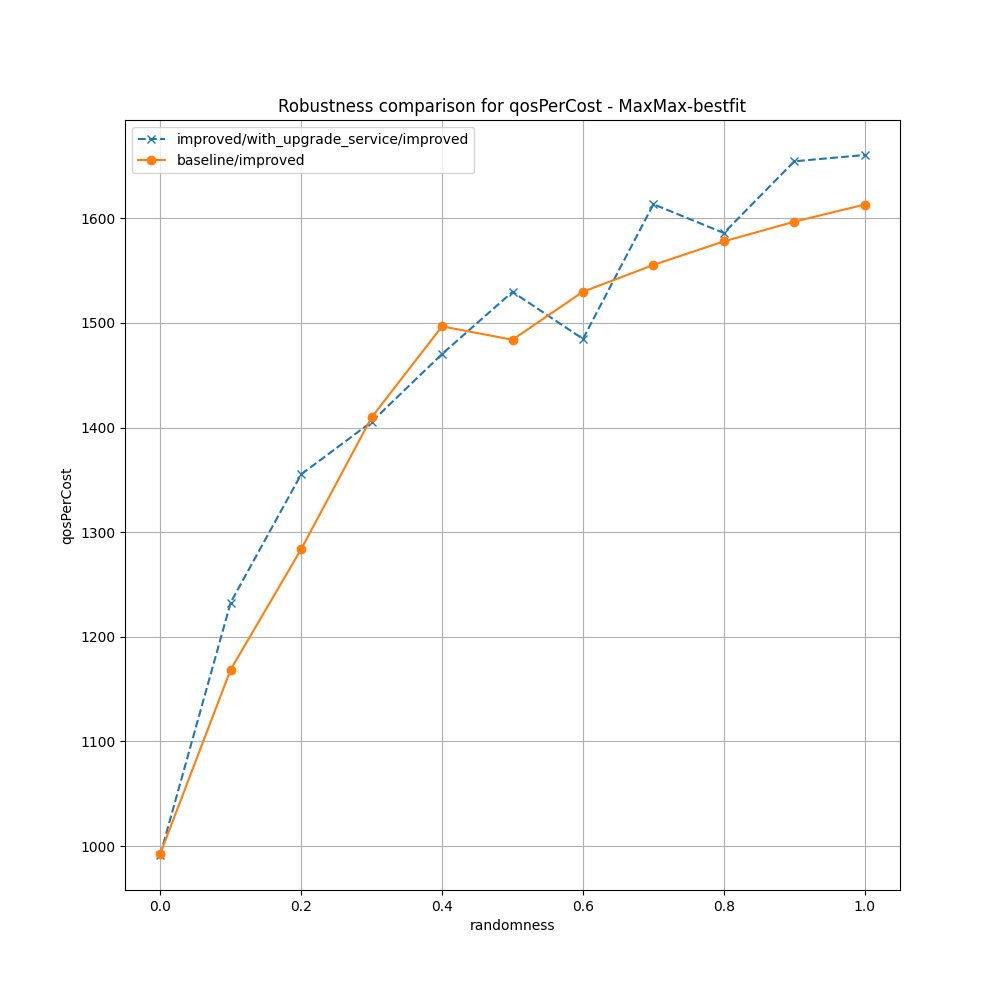 Robustness comparison for qosPerCost - MaxMax-bestfit
improved/with_upgrade_service/improved
baseline/improved
1600
1500
1400
1300
1200
1100
1000
qosPerCost
0.0 0.2 0.4 0.6 0.8 1.0
randomness